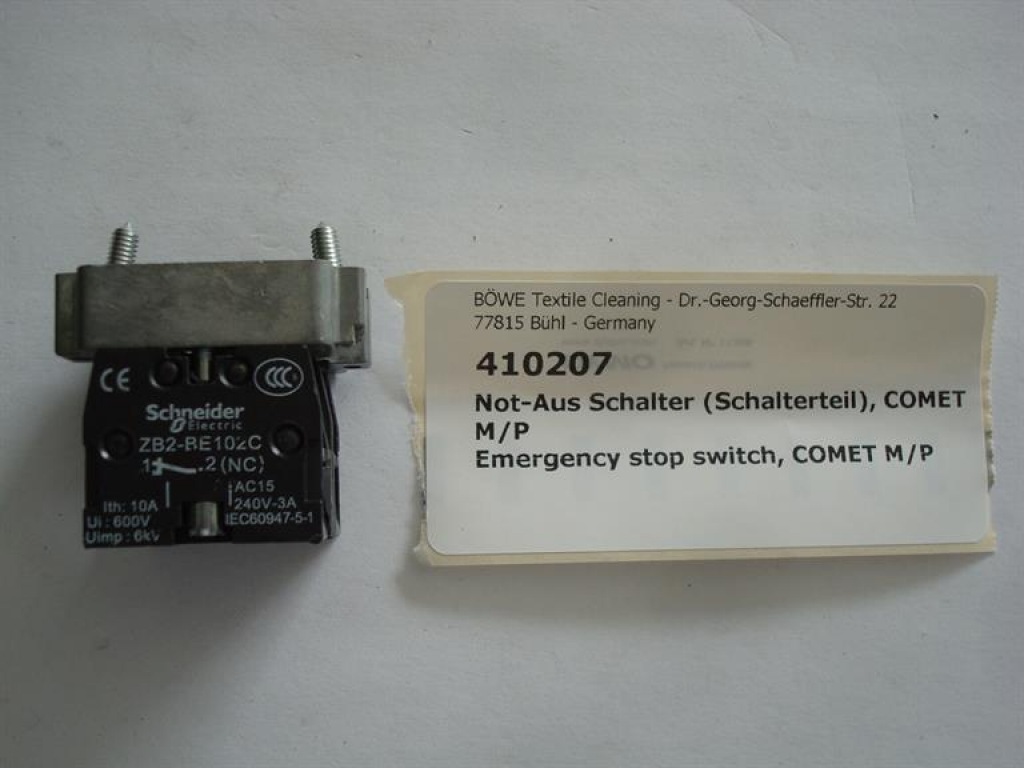 CE
CCC
Schneider
Electric
ZB2-BE102C
1 .2 (NC)
AC15
Ith: 10A 240V-3A
Ui : 600V IEC60947-5-1
Uimp : 6kV
BÖWE Textile Cleaning - Dr.-Georg-Schaeffler-Str. 22
77815 Bühl - Germany
410207
Not-Aus Schalter (Schalterteil), COMET
M/P
Emergency stop switch, COMET M/P